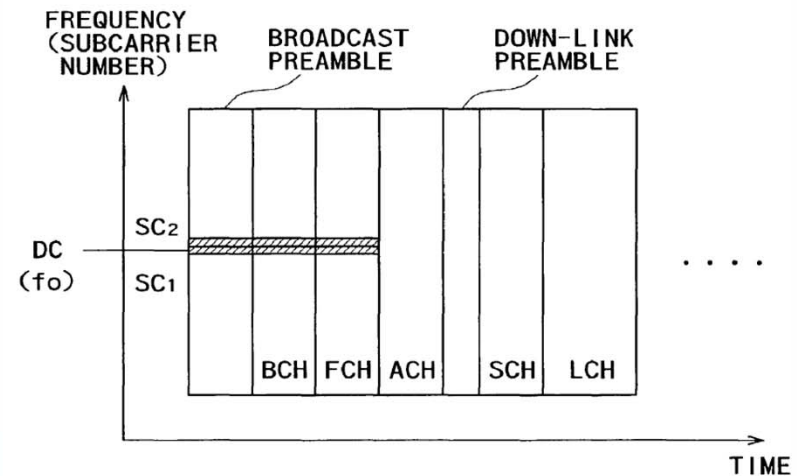 FREQUENCY
(SUBCARRIER
NUMBER)
BROADCAST
PREAMBLE
DOWN-LINK
PREAMBLE
SC2
DC
(fo)
SC1
BCH
FCH
ACH
SCH
LCH
. . . .
TIME